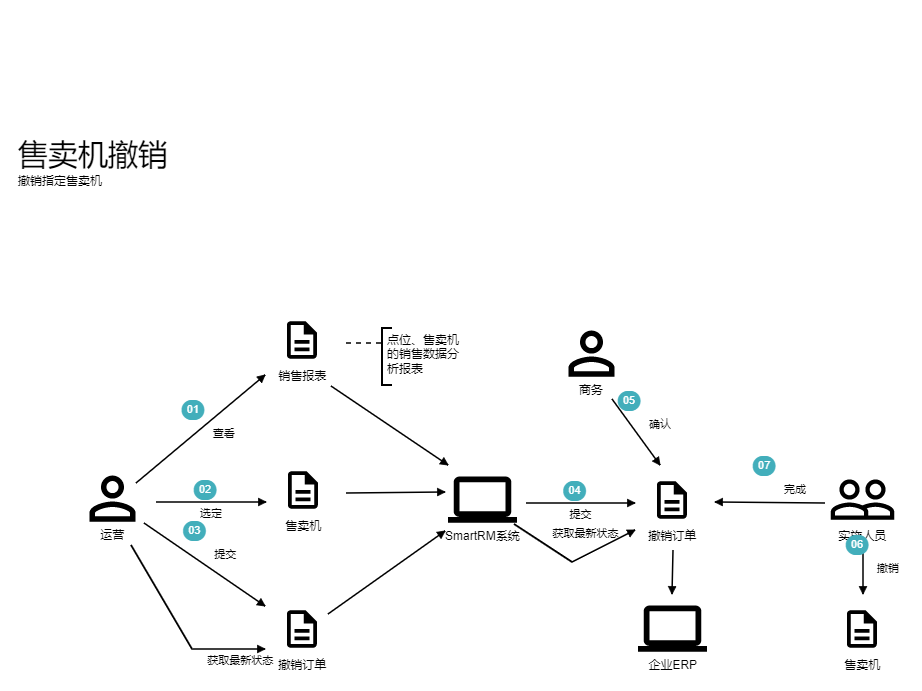 售卖机撤销
撤销指定售卖机
点位、售卖机
的销售数据分
析报表
销售报表
商务
01
查看
05
确认
07
完成
02
选定
04
提交
03
提交
售卖机
运营
SmartRM系统
获取最新状态
撤销订单
实施人员
06
撤销
获取最新状态
撤销订单
企业ERP
售卖机